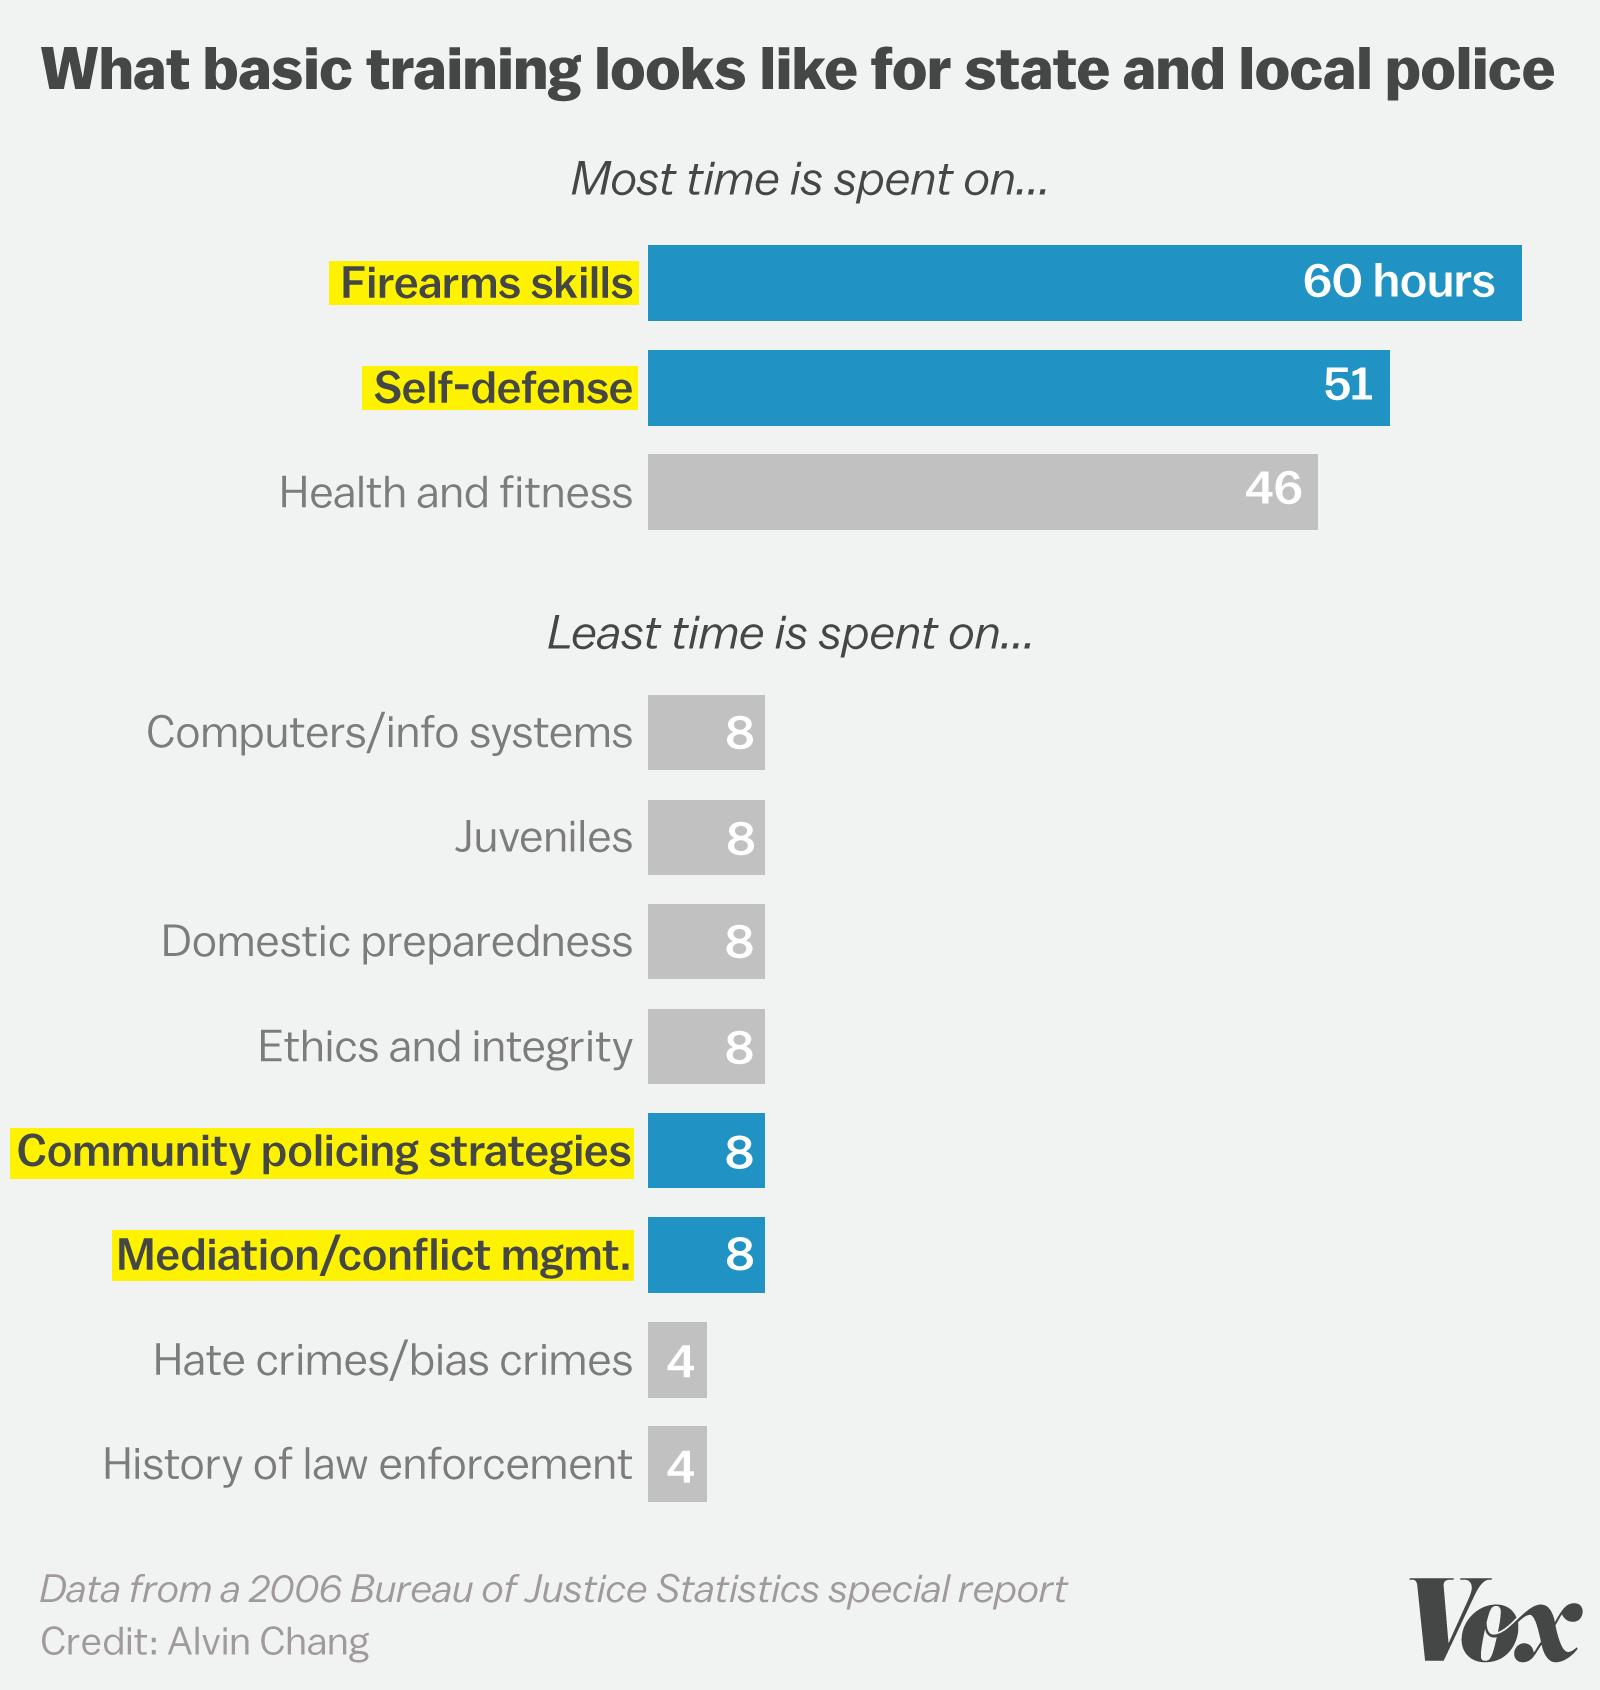 What basic training looks like for state and local police
Most time is spent on...
Firearms skills 60 hours
Self-defense 51
Health and fitness 46
Least time is spent on...
Computers/info systems 8
Juveniles 8
Domestic preparedness 8
Ethics and integrity 8
Community policing strategies 8
Mediation/conflict mgmt. 8
Hate crimes/bias crimes 4
History of law enforcement 4
Data from a 2006 Bureau of Justice Statistics special report
Credit: Alvin Chang
Vox